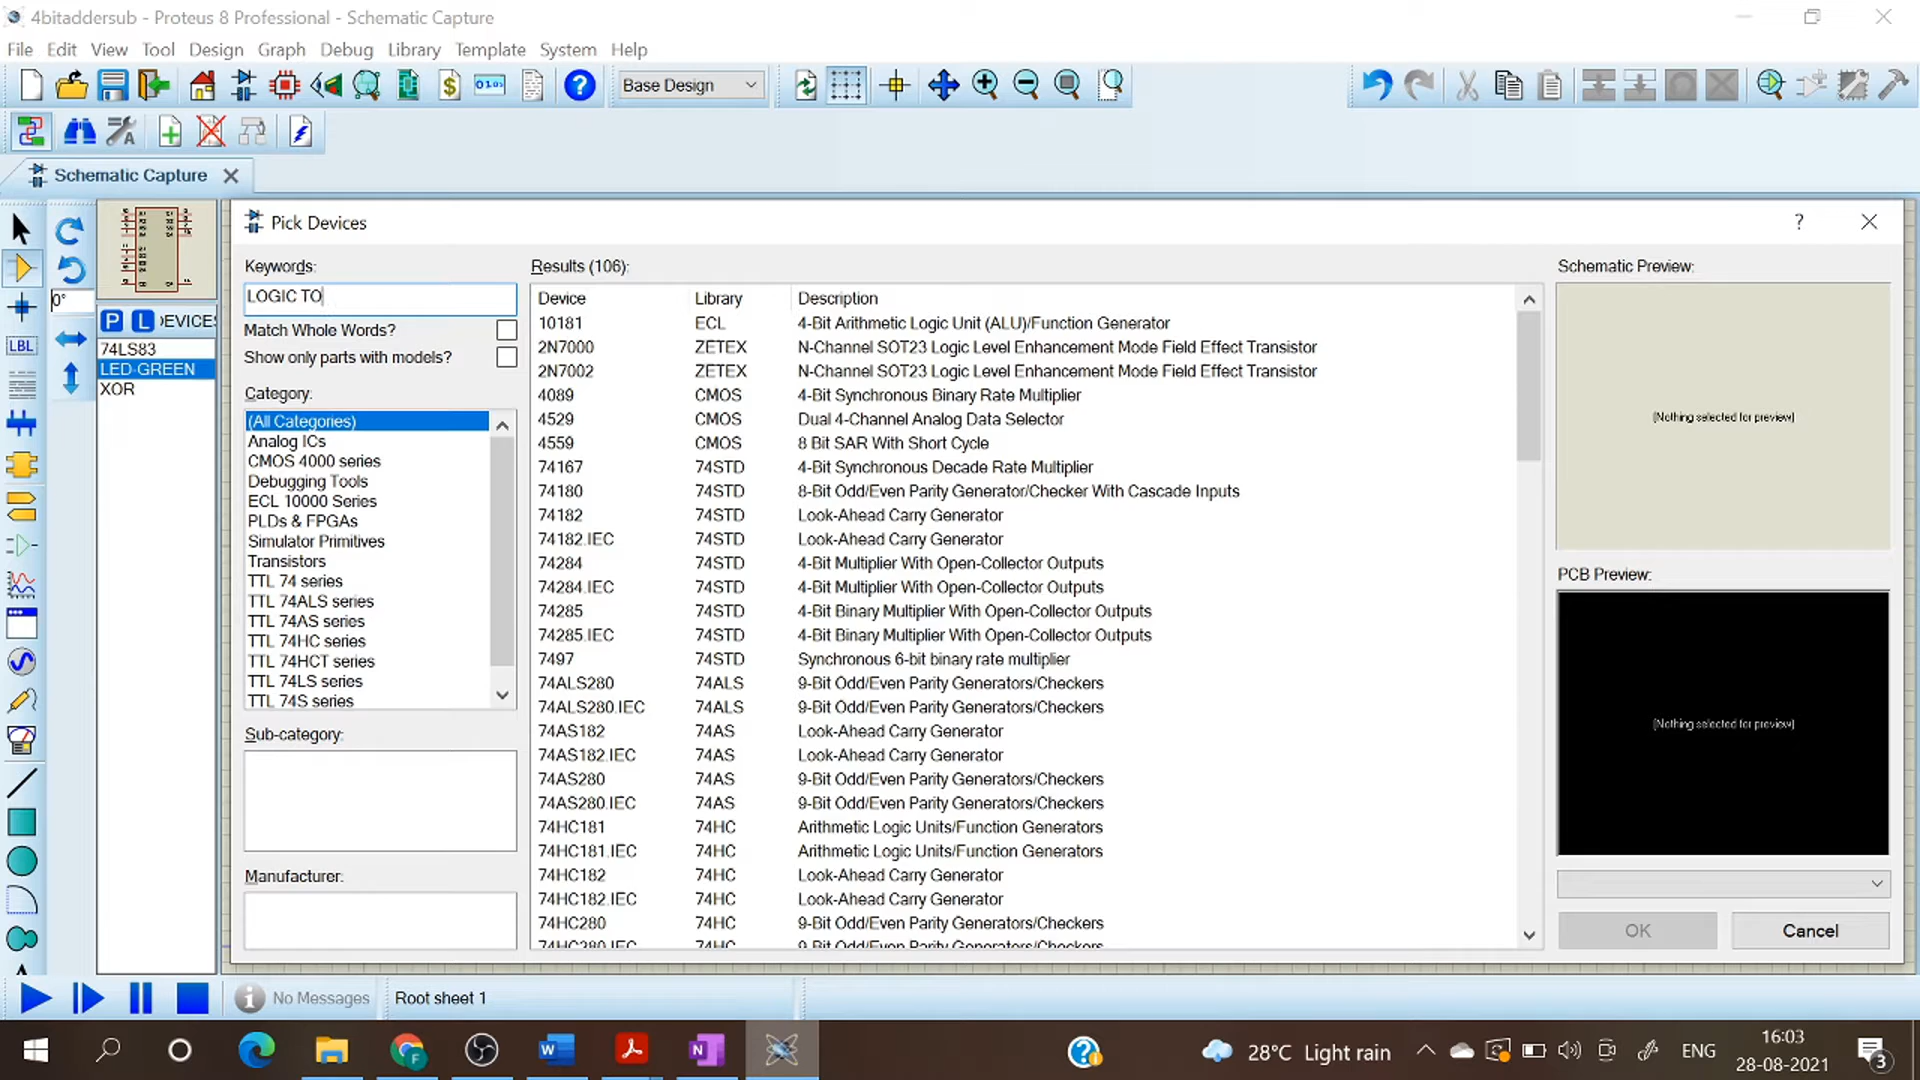 4bitaddersub - Proteus 8 Professional - Schematic Capture
File Edit View Tool Design Graph Debug Library Template System Help
Base Design
Schematic Capture
Pick Devices
?
Keywords:
LOGIC TO
Match Whole Words?
Show only parts with models?
Category:
(All Categories)
Analog ICs
CMOS 4000 series
Debugging Tools
ECL 10000 Series
PLDs & FPGAs
Simulator Primitives
Transistors
TTL 74 series
TTL 74ALS series
TTL 74AS series
TTL 74HC series
TTL 74HCT series
TTL 74LS series
TTL 74S series
Sub-category:
Manufacturer:
0°
P L DEVICES
74LS83
LED-GREEN
XOR
LBL
Results (106):
Device Library Description
10181 ECL 4-Bit Arithmetic Logic Unit (ALU)/Function Generator
2N7000 ZETEX N-Channel SOT23 Logic Level Enhancement Mode Field Effect Transistor
2N7002 ZETEX N-Channel SOT23 Logic Level Enhancement Mode Field Effect Transistor
4089 CMOS 4-Bit Synchronous Binary Rate Multiplier
4529 CMOS Dual 4-Channel Analog Data Selector
4559 CMOS 8 Bit SAR With Short Cycle
74167 74STD 4-Bit Synchronous Decade Rate Multiplier
74180 74STD 8-Bit Odd/Even Parity Generator/Checker With Cascade Inputs
74182 74STD Look-Ahead Carry Generator
74182.IEC 74STD Look-Ahead Carry Generator
74284 74STD 4-Bit Multiplier With Open-Collector Outputs
74284.IEC 74STD 4-Bit Multiplier With Open-Collector Outputs
74285 74STD 4-Bit Binary Multiplier With Open-Collector Outputs
74285.IEC 74STD 4-Bit Binary Multiplier With Open-Collector Outputs
7497 74STD Synchronous 6-bit binary rate multiplier
74ALS280 74ALS 9-Bit Odd/Even Parity Generators/Checkers
74ALS280.IEC 74ALS 9-Bit Odd/Even Parity Generators/Checkers
74AS182 74AS Look-Ahead Carry Generator
74AS182.IEC 74AS Look-Ahead Carry Generator
74AS280 74AS 9-Bit Odd/Even Parity Generators/Checkers
74AS280.IEC 74AS 9-Bit Odd/Even Parity Generators/Checkers
74HC181 74HC Arithmetic Logic Units/Function Generators
74HC181.IEC 74HC Arithmetic Logic Units/Function Generators
74HC182 74HC Look-Ahead Carry Generator
74HC182.IEC 74HC Look-Ahead Carry Generator
74HC280 74HC 9-Bit Odd/Even Parity Generators/Checkers
74HC280.IEC 74HC 9-Bit Odd/Even Parity Generators/Checkers
Schematic Preview:
(Nothing selected for preview)
PCB Preview:
(Nothing selected for preview)
OK Cancel
No Messages Root sheet 1
28°C Light rain ENG
16:03
28-08-2021
3